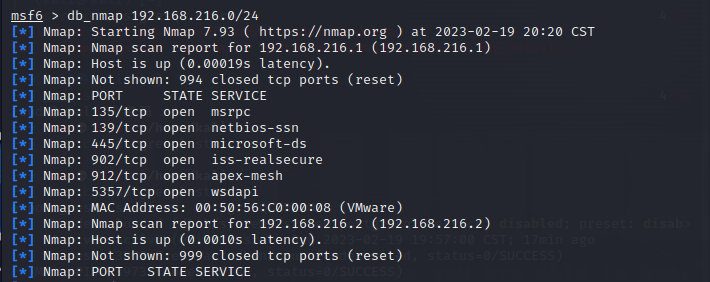 msf6 > db_nmap 192.168.216.0/24
[*] Nmap: Starting Nmap 7.93 ( https://nmap.org ) at 2023-02-19 20:20 CST
[*] Nmap: Nmap scan report for 192.168.216.1 (192.168.216.1)
[*] Nmap: Host is up (0.00019s latency).
[*] Nmap: Not shown: 994 closed tcp ports (reset)
[*] Nmap: PORT     STATE SERVICE
[*] Nmap: 135/tcp  open  msrpc
[*] Nmap: 139/tcp  open  netbios-ssn
[*] Nmap: 445/tcp  open  microsoft-ds
[*] Nmap: 902/tcp  open  iss-realsecure
[*] Nmap: 912/tcp  open  apex-mesh
[*] Nmap: 5357/tcp open  wsdapi
[*] Nmap: MAC Address: 00:50:56:C0:00:08 (VMware)
[*] Nmap: Nmap scan report for 192.168.216.2 (192.168.216.2)
[*] Nmap: Host is up (0.0010s latency).
[*] Nmap: Not shown: 999 closed tcp ports (reset)
[*] Nmap: PORT   STATE SERVICE